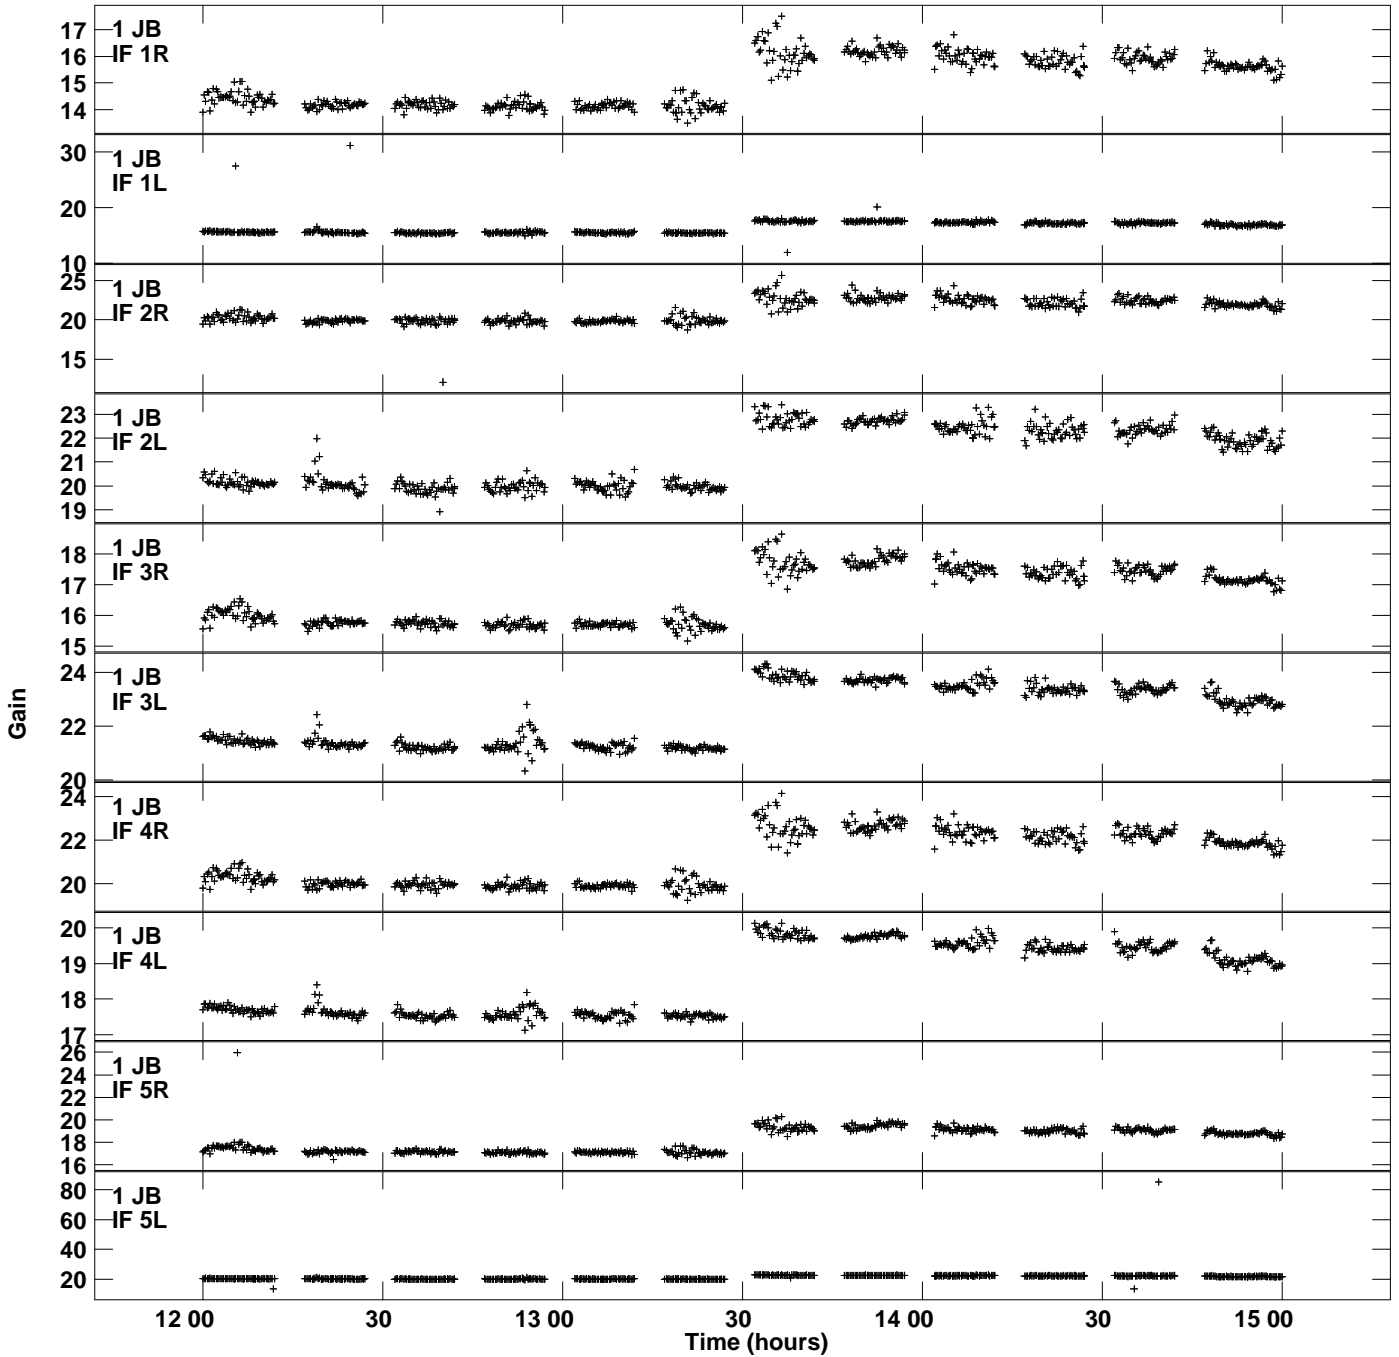 17
16
15
14
1 JB
IF 1R
30
20
10
1 JB
IF 1L
25
20
15
1 JB
IF 2R
23
22
21
20
19
1 JB
IF 2L
18
17
16
15
1 JB
IF 3R
24
22
20
1 JB
IF 3L
24
22
20
1 JB
IF 4R
20
19
18
17
1 JB
IF 4L
26
24
22
20
18
16
1 JB
IF 5R
80
60
40
20
1 JB
IF 5L
Gain
12 00 30 13 00 30 14 00 30 15 00
Time (hours)